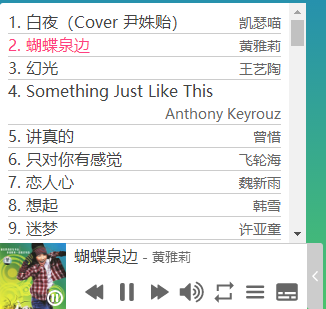 1. 白夜（Cover 尹姝贻） 凯瑟喵
2. 蝴蝶泉边 黄雅莉
3. 幻光 王艺陶
4. Something Just Like This
Anthony Keyrouz
5. 讲真的 曾惜
6. 只对你有感觉 飞轮海
7. 恋人心 魏新雨
8. 想起 韩雪
9. 迷梦 许亚童
蝴蝶泉边 - 黄雅莉